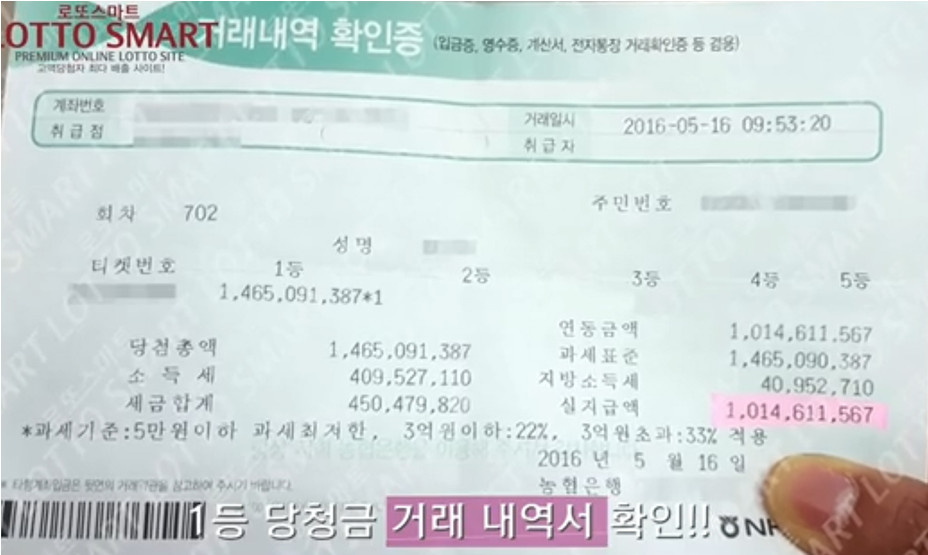 로또스마트
LOTTO SMART
PREMIUM ONLINE LOTTO SITE
고액당첨자 최다 배출 사이트!
거래내역 확인증 (입금증, 영수증, 계산서, 전자통장 거래확인증 등 겸용)
계좌번호
거래일시 2016-05-16 09:53:20
취급점
취급자
회차 702
주민번호
성명
티켓번호 1등 2등 3등 4등 5등
1,465,091,387*1
연동금액 1,014,611,567
당첨총액 1,465,091,387
과세표준 1,465,090,387
소득세 409,527,110
지방소득세 40,952,710
세금합계 450,479,820
실지급액 1,014,611,567
*과세기준:5만원이하 과세최저한, 3억원이하:22%, 3억원초과:33% 적용
2016 년 5 월 16 일
* 타점계좌입금은 뒷면의 거래 을 참고하여 주시기 바랍니다.
농협은행
1등 당청금 거래 내역서 확인!!